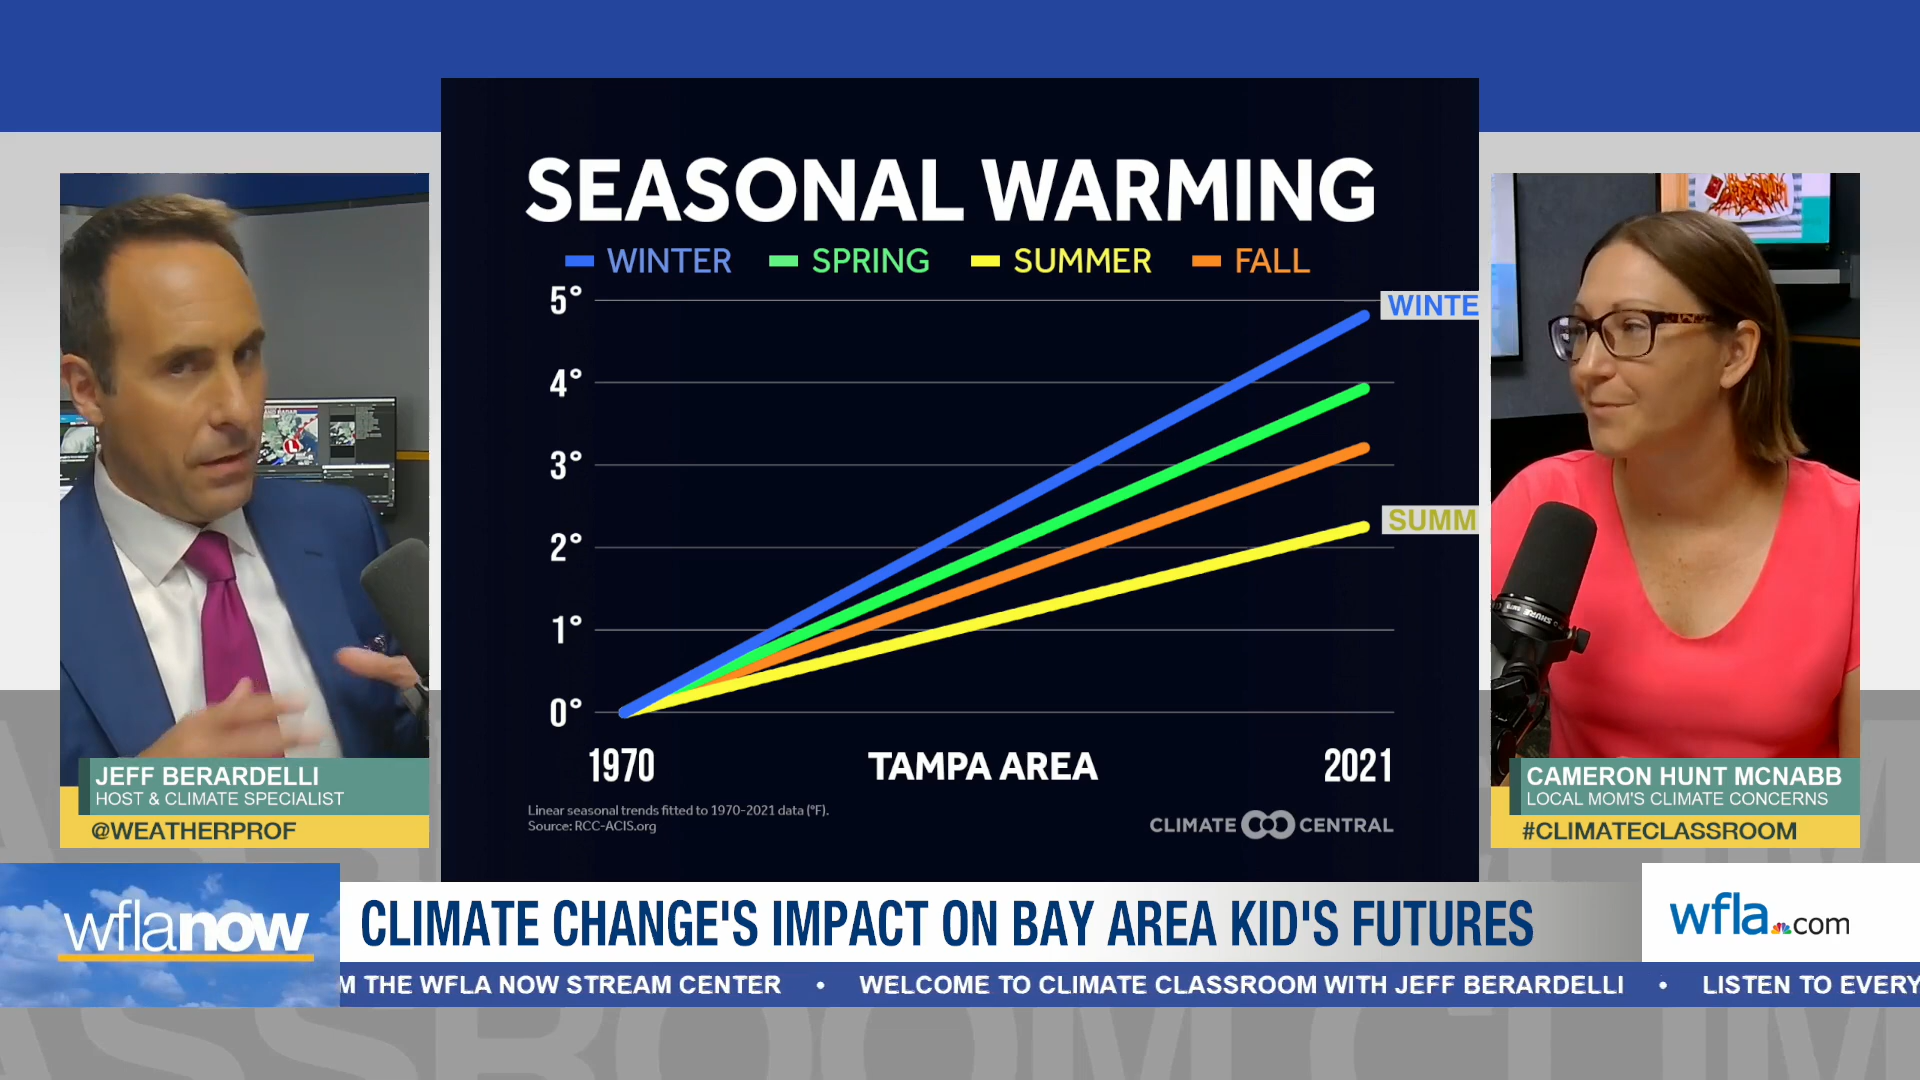 SEASONAL WARMING
WINTER SPRING SUMMER FALL
5°
WINTE
4°
3°
SUMM
2°
1°
0°
1970 TAMPA AREA 2021
Linear seasonal trends fitted to 1970-2021 data (°F).
Source: RCC-ACIS.org
CLIMATE CENTRAL
JEFF BERARDELLI
HOST & CLIMATE SPECIALIST
@WEATHERPROF
CAMERON HUNT MCNABB
LOCAL MOM'S CLIMATE CONCERNS
#CLIMATECLASSROOM
wflanow
CLIMATE CHANGE'S IMPACT ON BAY AREA KID'S FUTURES
wfla.com
M THE WFLA NOW STREAM CENTER • WELCOME TO CLIMATE CLASSROOM WITH JEFF BERARDELLI • LISTEN TO EVERY